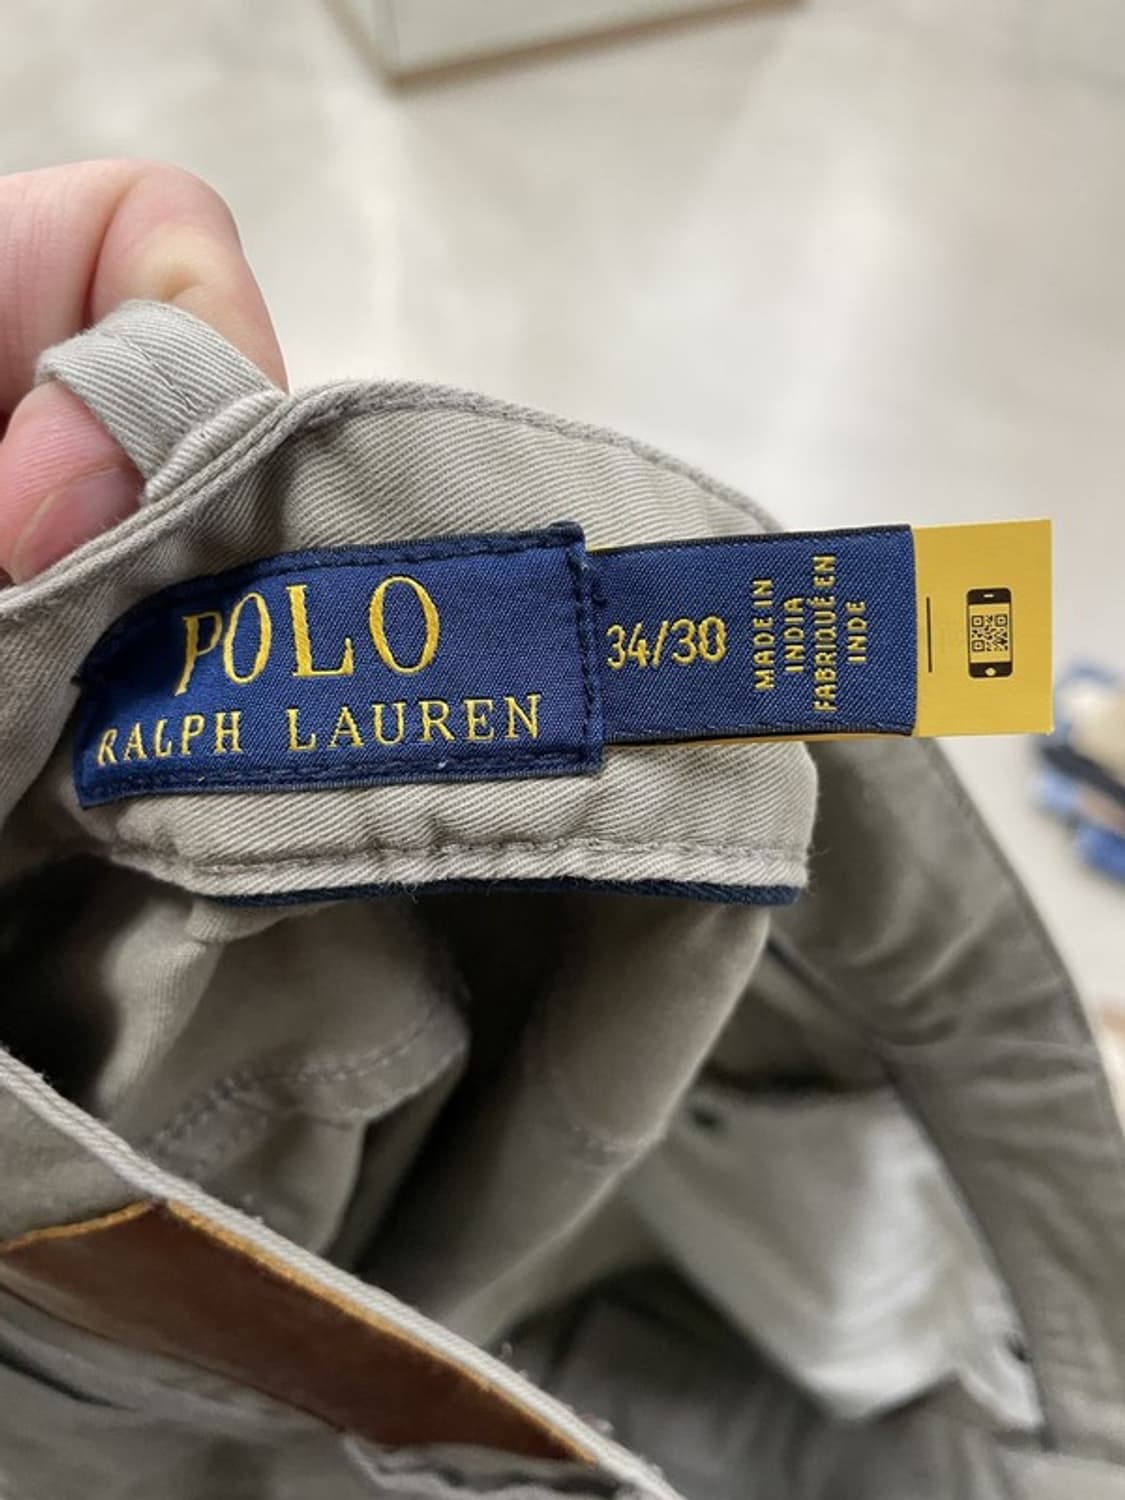 POLO
RALPH LAUREN
34/30
MADE IN
INDIA
FABRIQUÉ EN
INDE